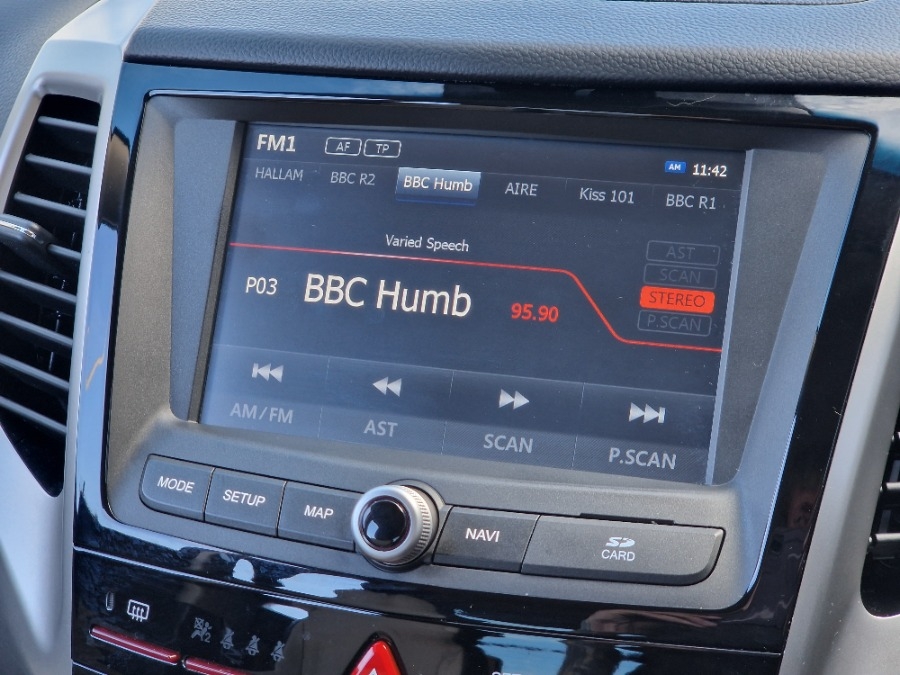 FM1 AF TP AM 11:42
HALLAM BBC R2 BBC Humb AIRE Kiss 101 BBC R1
Varied Speech
AST
SCAN
STEREO
P.SCAN
P03 BBC Humb 95.90
AM/FM AST SCAN P.SCAN
MODE SETUP MAP NAVI SD CARD